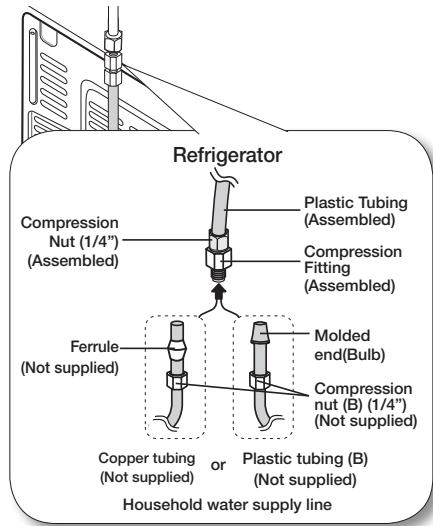 Refrigerator
Plastic Tubing
(Assembled)
Compression
Nut (1/4”)
(Assembled)
Compression
Fitting
(Assembled)
Ferrule
(Not supplied)
Molded
end(Bulb)
Compression
nut (B) (1/4”)
(Not supplied)
Copper tubing
(Not supplied)
or
Plastic tubing (B)
(Not supplied)
Household water supply line